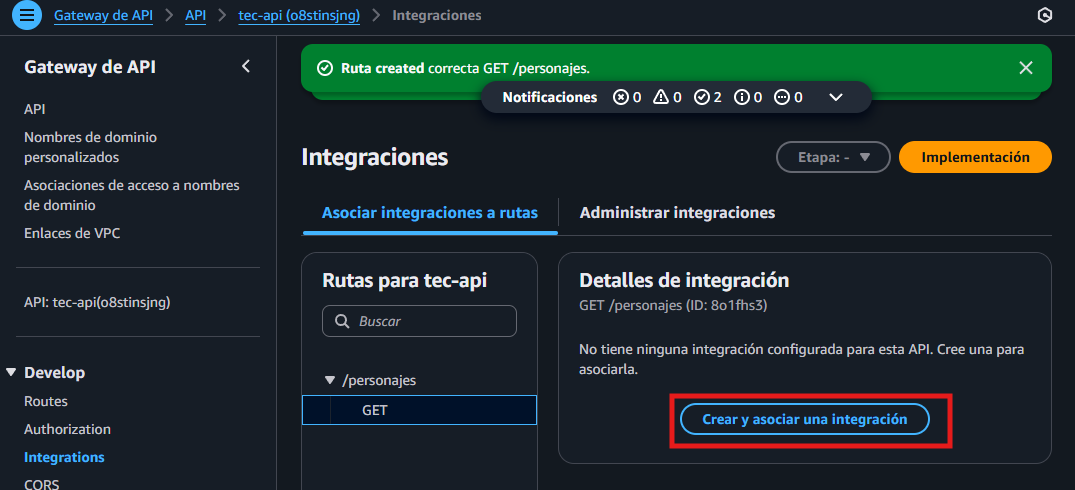 Gateway de API > API > tec-api (o8stinsjng) > Integraciones
Gateway de API
API
Nombres de dominio
personalizados
Asociaciones de acceso a nombres
de dominio
Enlaces de VPC
API: tec-api(o8stinsjng)
Develop
Routes
Authorization
Integrations
CORS
Ruta created correcta GET /personajes.
Notificaciones 0 0 2 0 0
Integraciones
Etapa: -
Implementación
Asociar integraciones a rutas
Administrar integraciones
Rutas para tec-api
Buscar
/personajes
GET
Detalles de integración
GET /personajes (ID: 8o1fhs3)
No tiene ninguna integración configurada para esta API. Cree una para
asociarla.
Crear y asociar una integración